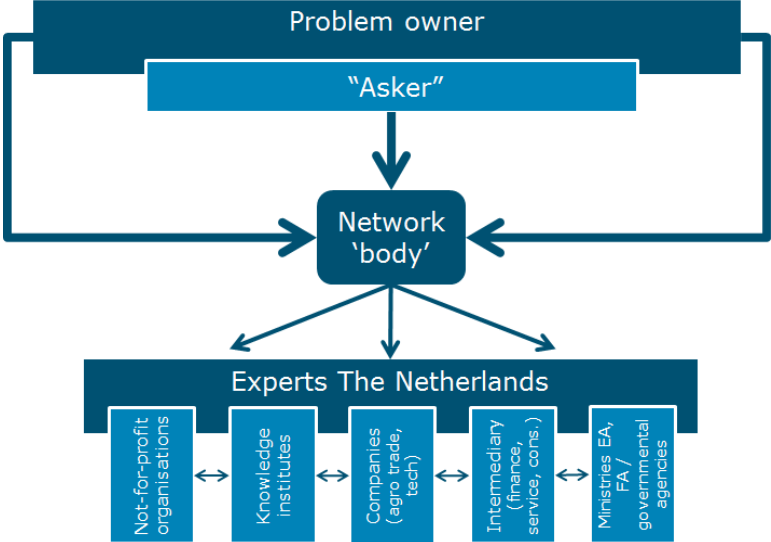 Problem owner
“Asker”
Network
‘body’
Experts The Netherlands
Not-for-profit
organisations
Knowledge
institutes
Companies
(agro trade,
tech)
Intermediary
(finance,
service, cons.)
Ministries EA,
FA /
governmental
agencies